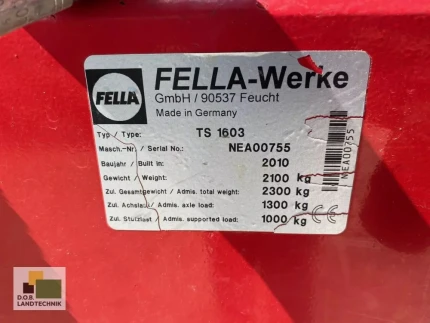 FELLA
FELLA-Werke
GmbH / 90537 Feucht
Made in Germany
Typ / Type: TS 1603
Masch.-Nr. / Serial No.: NEA00755
Baujahr / Built in: 2010
Gewicht / Weight: 2100 kg
Zul. Gesamtgewicht / Admis. total weight: 2300 kg
Zul. Achslast / Admis. axle load: 1300 kg
Zul. Stützlast / Admis. supported load: 1000 kg
CE
NEA00755
D.O.B.
LANDTECHNIK